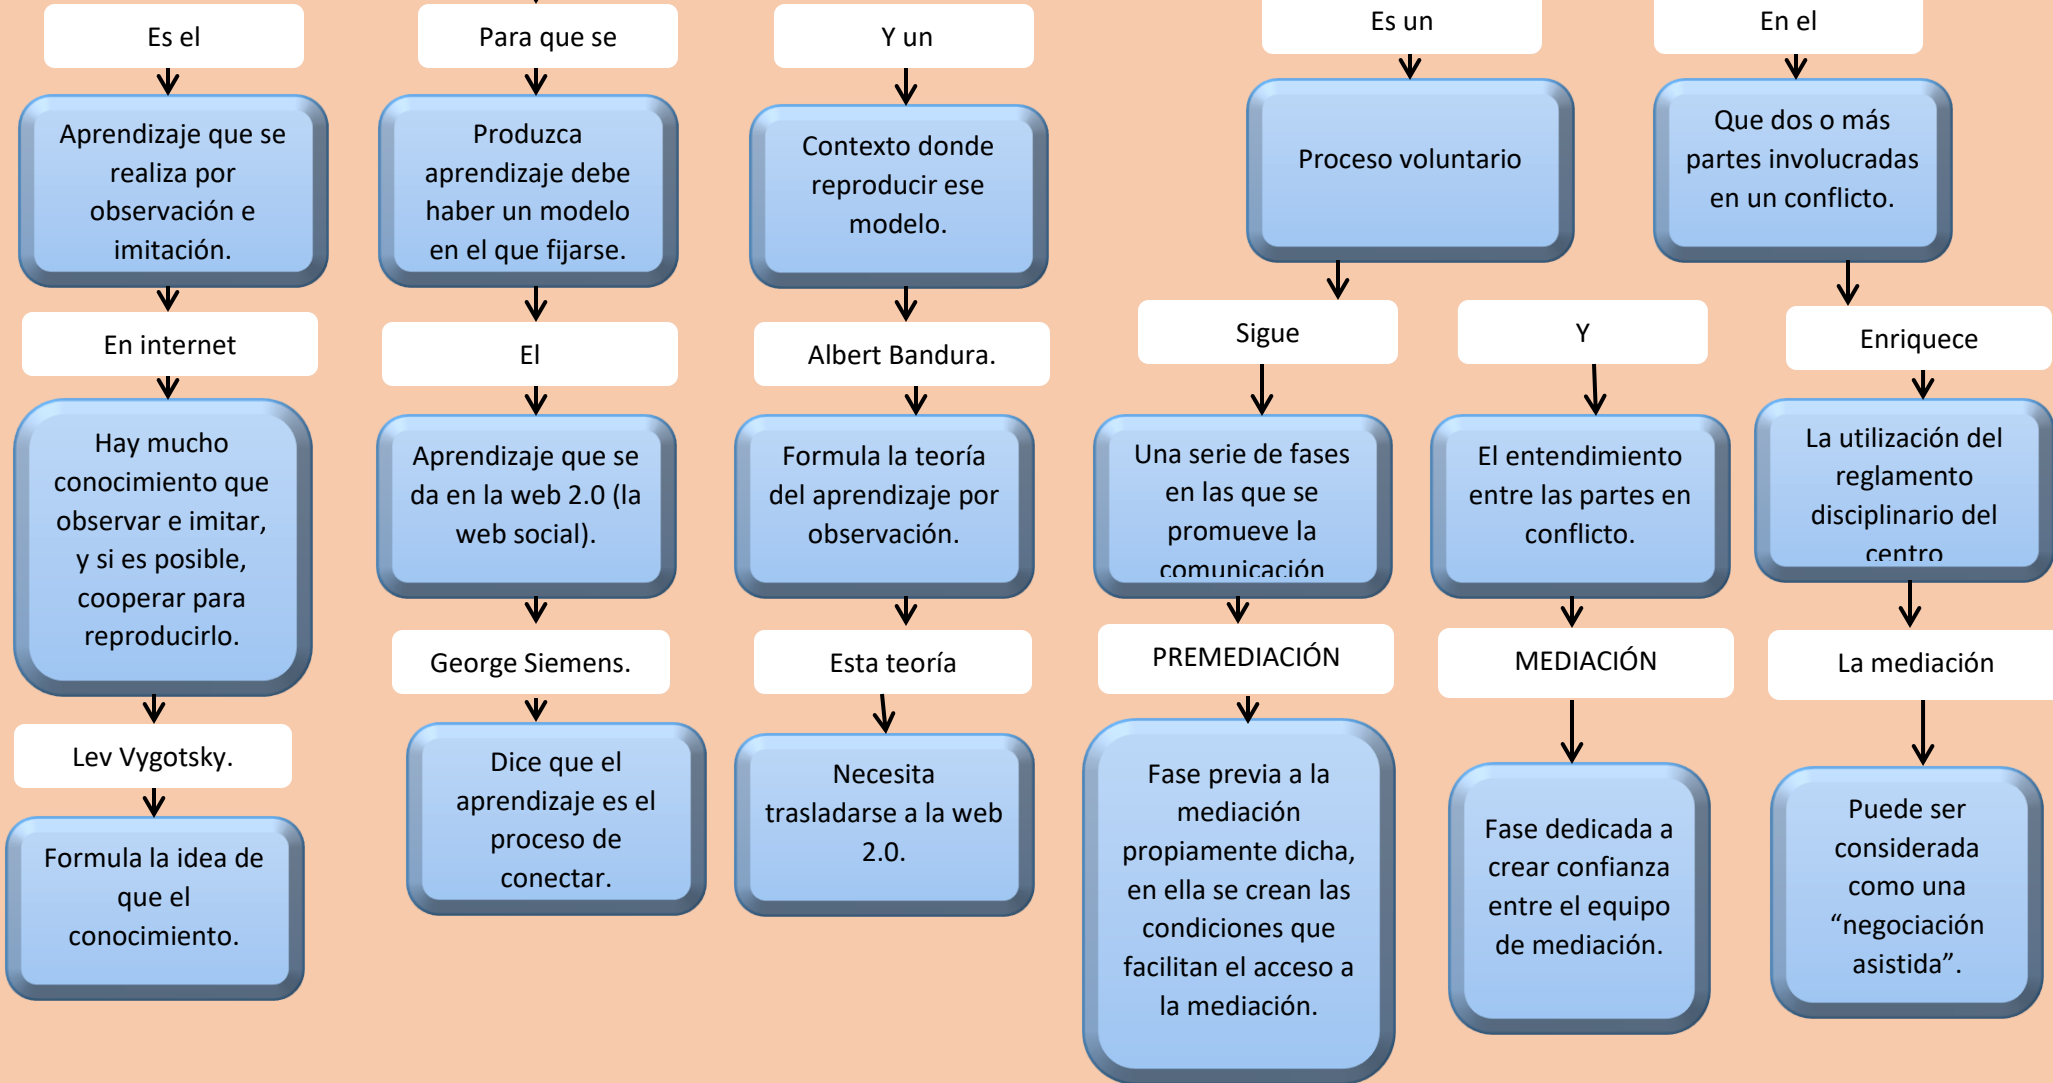 Es el
Aprendizaje que se
realiza por
observación e
imitación.
En internet
Hay mucho
conocimiento que
observar e imitar,
y si es posible,
cooperar para
reproducirlo.
Lev Vygotsky.
Formula la idea de
que el
conocimiento.
Para que se
Produzca
aprendizaje debe
haber un modelo
en el que fijarse.
El
Aprendizaje que se
da en la web 2.0 (la
web social).
George Siemens.
Dice que el
aprendizaje es el
proceso de
conectar.
Y un
Contexto donde
reproducir ese
modelo.
Albert Bandura.
Formula la teoría
del aprendizaje por
observación.
Esta teoría
Necesita
trasladarse a la web
2.0.
Es un
Proceso voluntario
Sigue
Una serie de fases
en las que se
promueve la
comunicación
PREMEDIACIÓN
Fase previa a la
mediación
propiamente dicha,
en ella se crean las
condiciones que
facilitan el acceso a
la mediación.
Y
El entendimiento
entre las partes en
conflicto.
MEDIACIÓN
Fase dedicada a
crear confianza
entre el equipo
de mediación.
En el
Que dos o más
partes involucradas
en un conflicto.
Enriquece
La utilización del
reglamento
disciplinario del
centro
La mediación
Puede ser
considerada
como una
“negociación
asistida”.